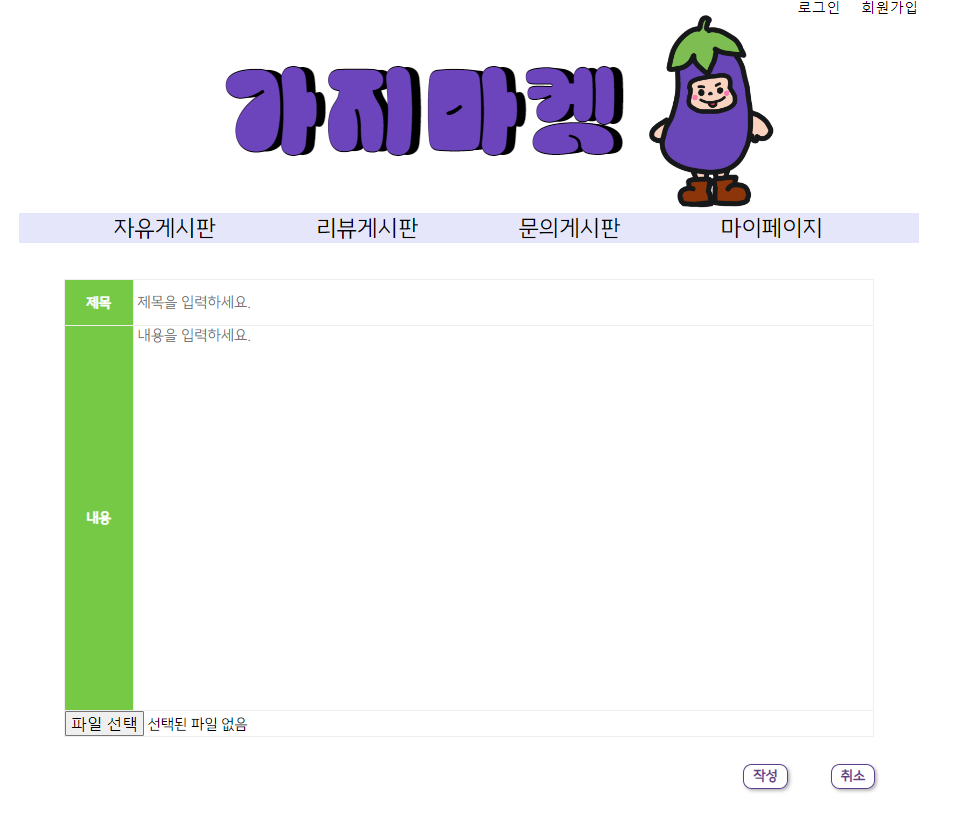 로그인 회원가입
가지마켓
자유게시판 리뷰게시판 문의게시판 마이페이지
제목 제목을 입력하세요.
내용을 입력하세요.
내용
파일 선택 선택된 파일 없음
작성 취소